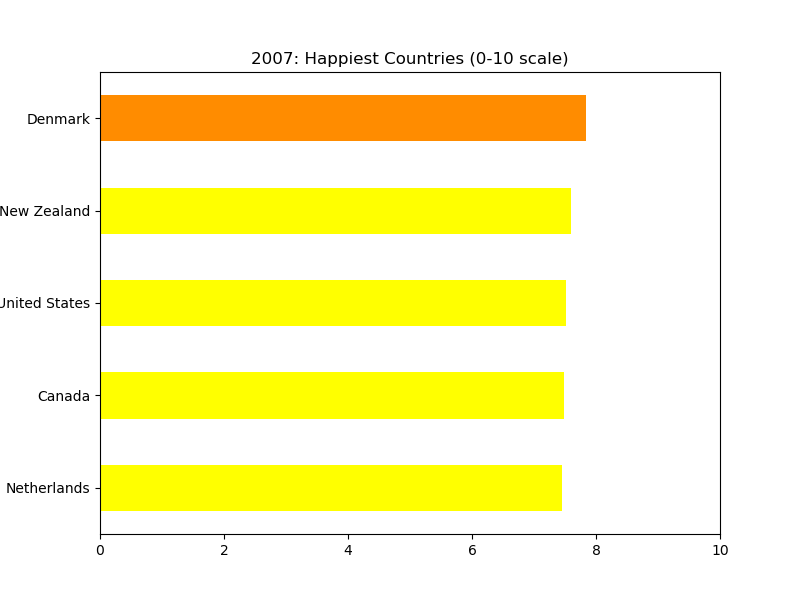 2007: Happiest Countries (0-10 scale)
Denmark
New Zealand
United States
Canada
Netherlands
0 2 4 6 8 10